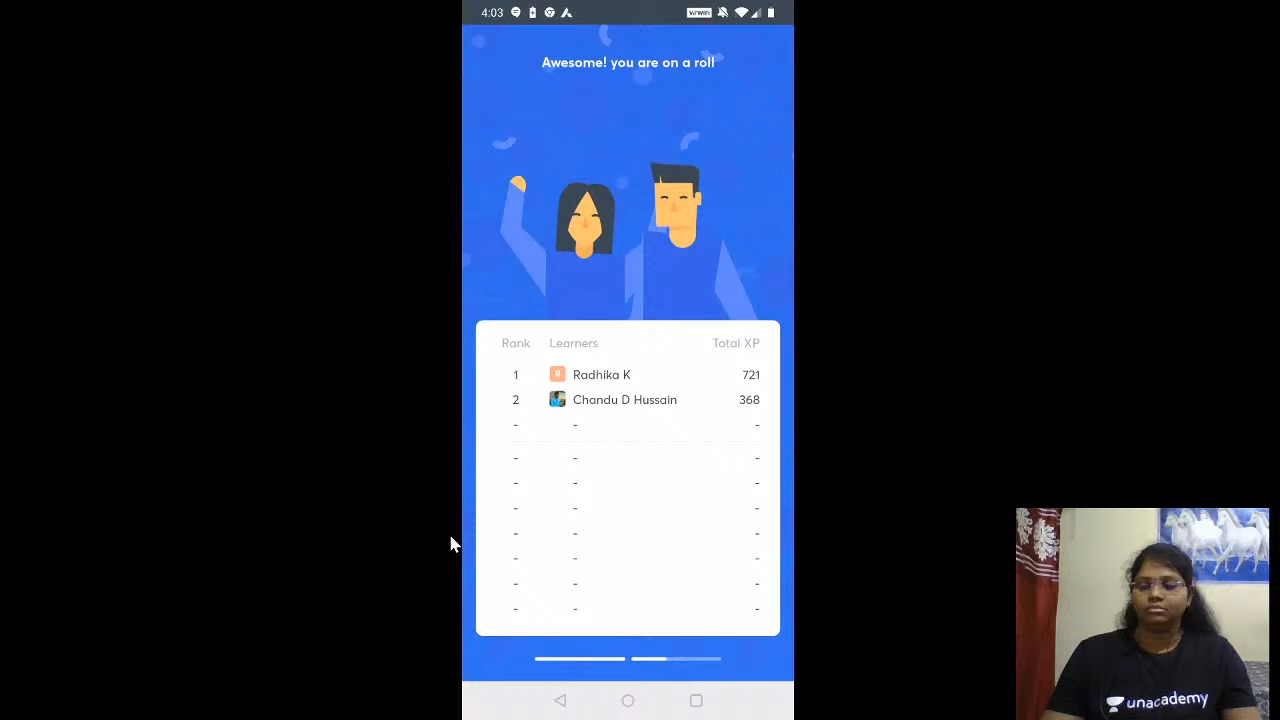 4:03
Awesome! you are on a roll
Rank Learners Total XP
1 R Radhika K 721
2 Chandu D Hussain 368
- - -
- - -
- - -
- - -
- - -
- - -
- - -
- - -
unacademy